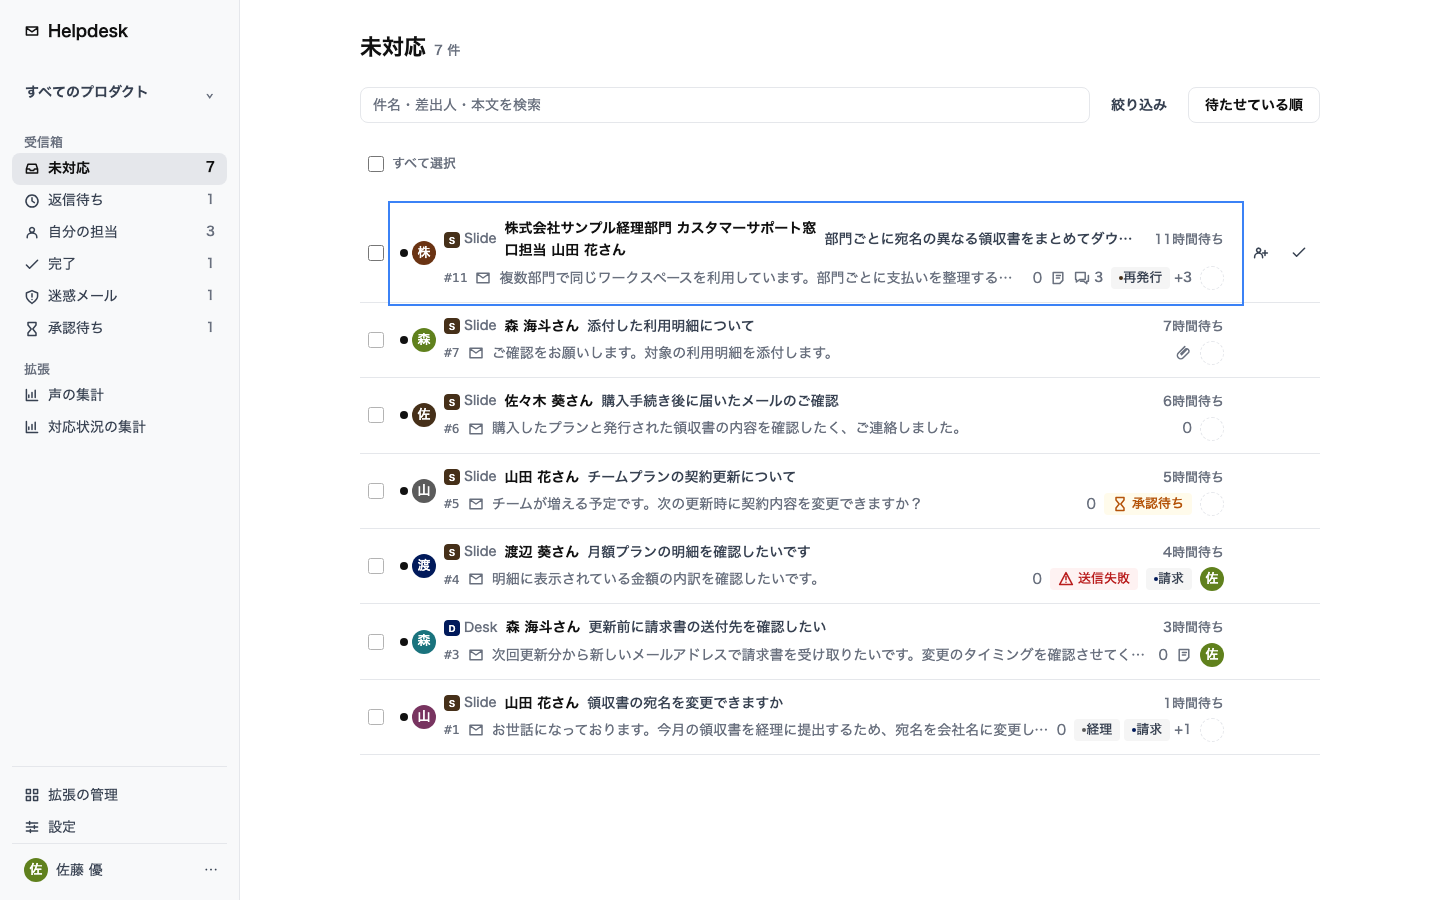 Helpdesk
すべてのプロダクト
受信箱
未対応 7
返信待ち 1
自分の担当 3
完了 1
迷惑メール 1
承認待ち 1
拡張
声の集計
対応状況の集計
拡張の管理
設定
佐 佐藤 優 …
未対応 7 件
件名・差出人・本文を検索 絞り込み 待たせている順
すべて選択
株 S Slide 株式会社サンプル経理部門 カスタマーサポート窓
口担当 山田 花さん 部門ごとに宛名の異なる領収書をまとめてダウ… 11時間待ち
#11 複数部門で同じワークスペースを利用しています。部門ごとに支払いを整理する… 0 3 •再発行 +3
森 S Slide 森 海斗さん 添付した利用明細について 7時間待ち
#7 ご確認をお願いします。対象の利用明細を添付します。
佐 S Slide 佐々木 葵さん 購入手続き後に届いたメールのご確認 6時間待ち
#6 購入したプランと発行された領収書の内容を確認したく、ご連絡しました。 0
山 S Slide 山田 花さん チームプランの契約更新について 5時間待ち
#5 チームが増える予定です。次の更新時に契約内容を変更できますか？ 0 承認待ち
渡 S Slide 渡辺 葵さん 月額プランの明細を確認したいです 4時間待ち
#4 明細に表示されている金額の内訳を確認したいです。 0 送信失敗 •請求 佐
森 D Desk 森 海斗さん 更新前に請求書の送付先を確認したい 3時間待ち
#3 次回更新分から新しいメールアドレスで請求書を受け取りたいです。変更のタイミングを確認させてく… 0 佐
山 S Slide 山田 花さん 領収書の宛名を変更できますか 1時間待ち
#1 お世話になっております。今月の領収書を経理に提出するため、宛名を会社名に変更し… 0 •経理 •請求 +1